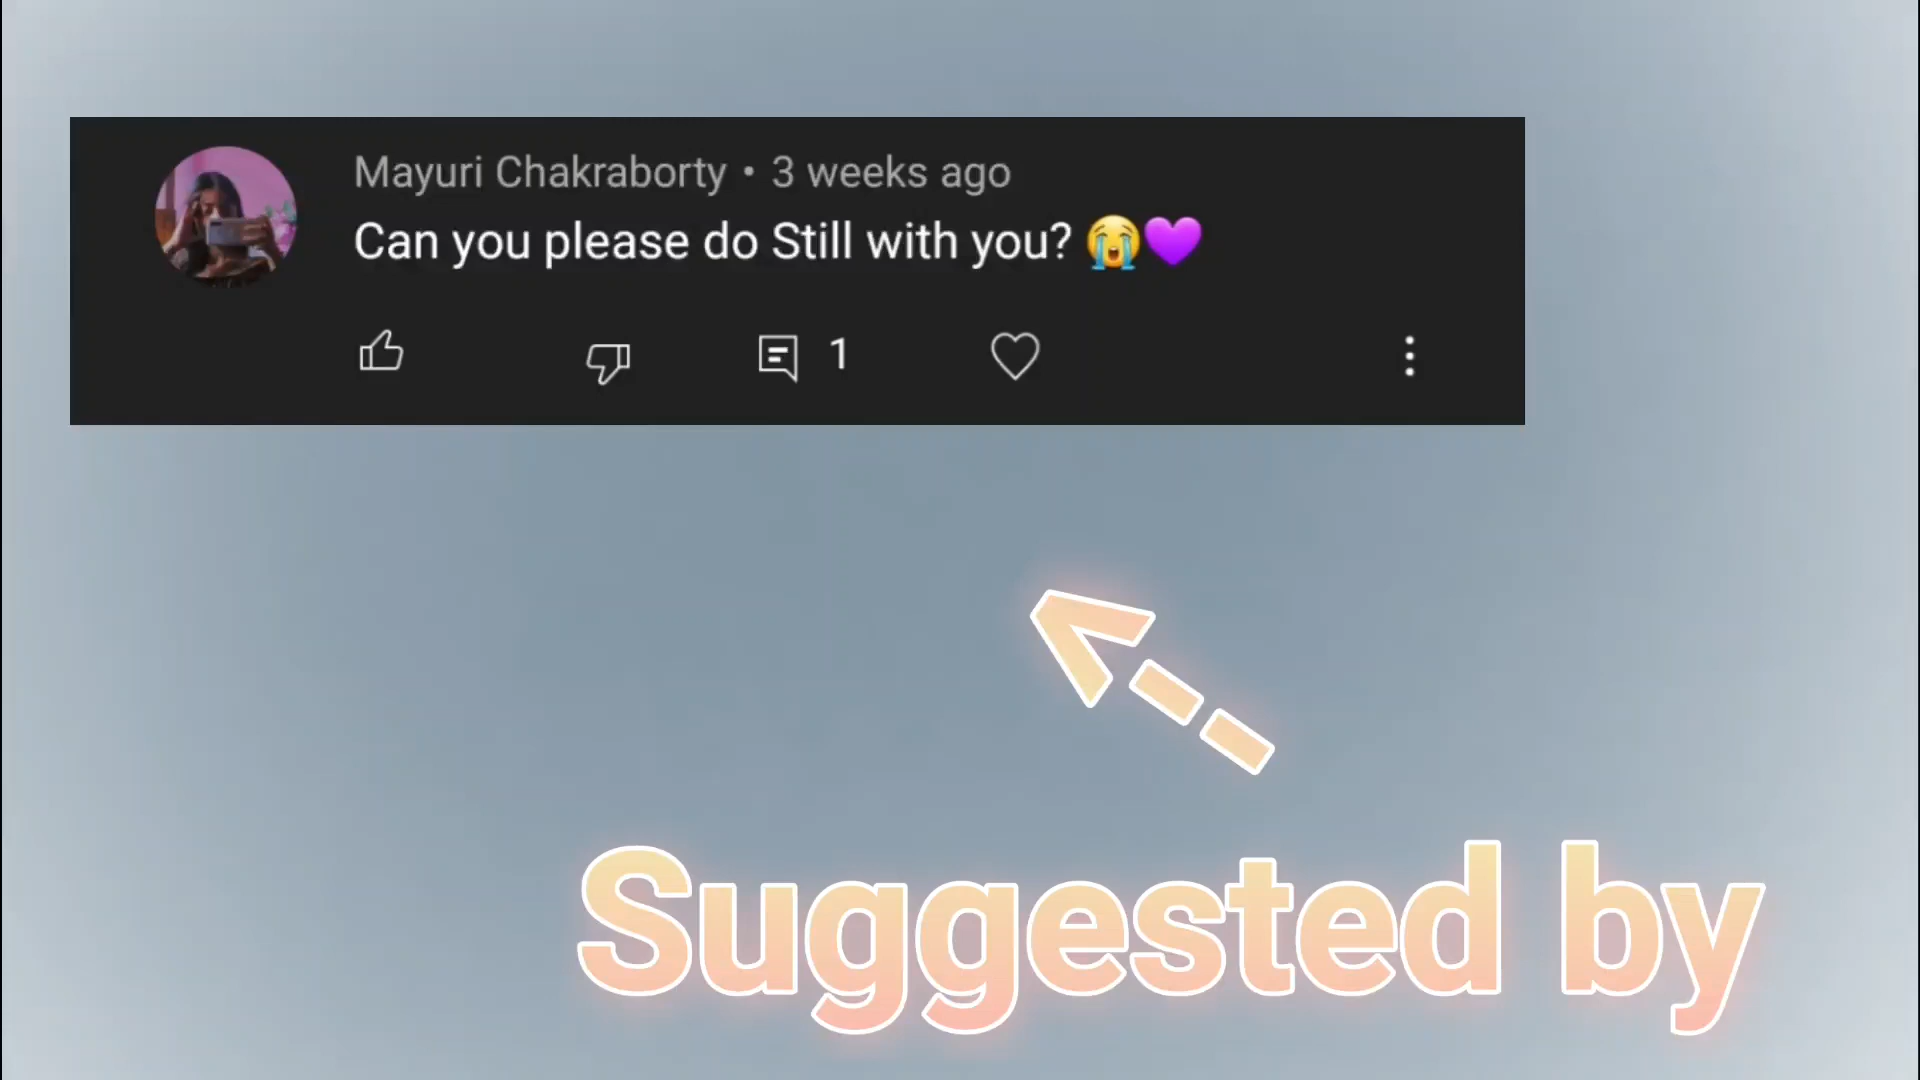 Mayuri Chakraborty • 3 weeks ago
Can you please do Still with you? 😭💜
1
Suggested by